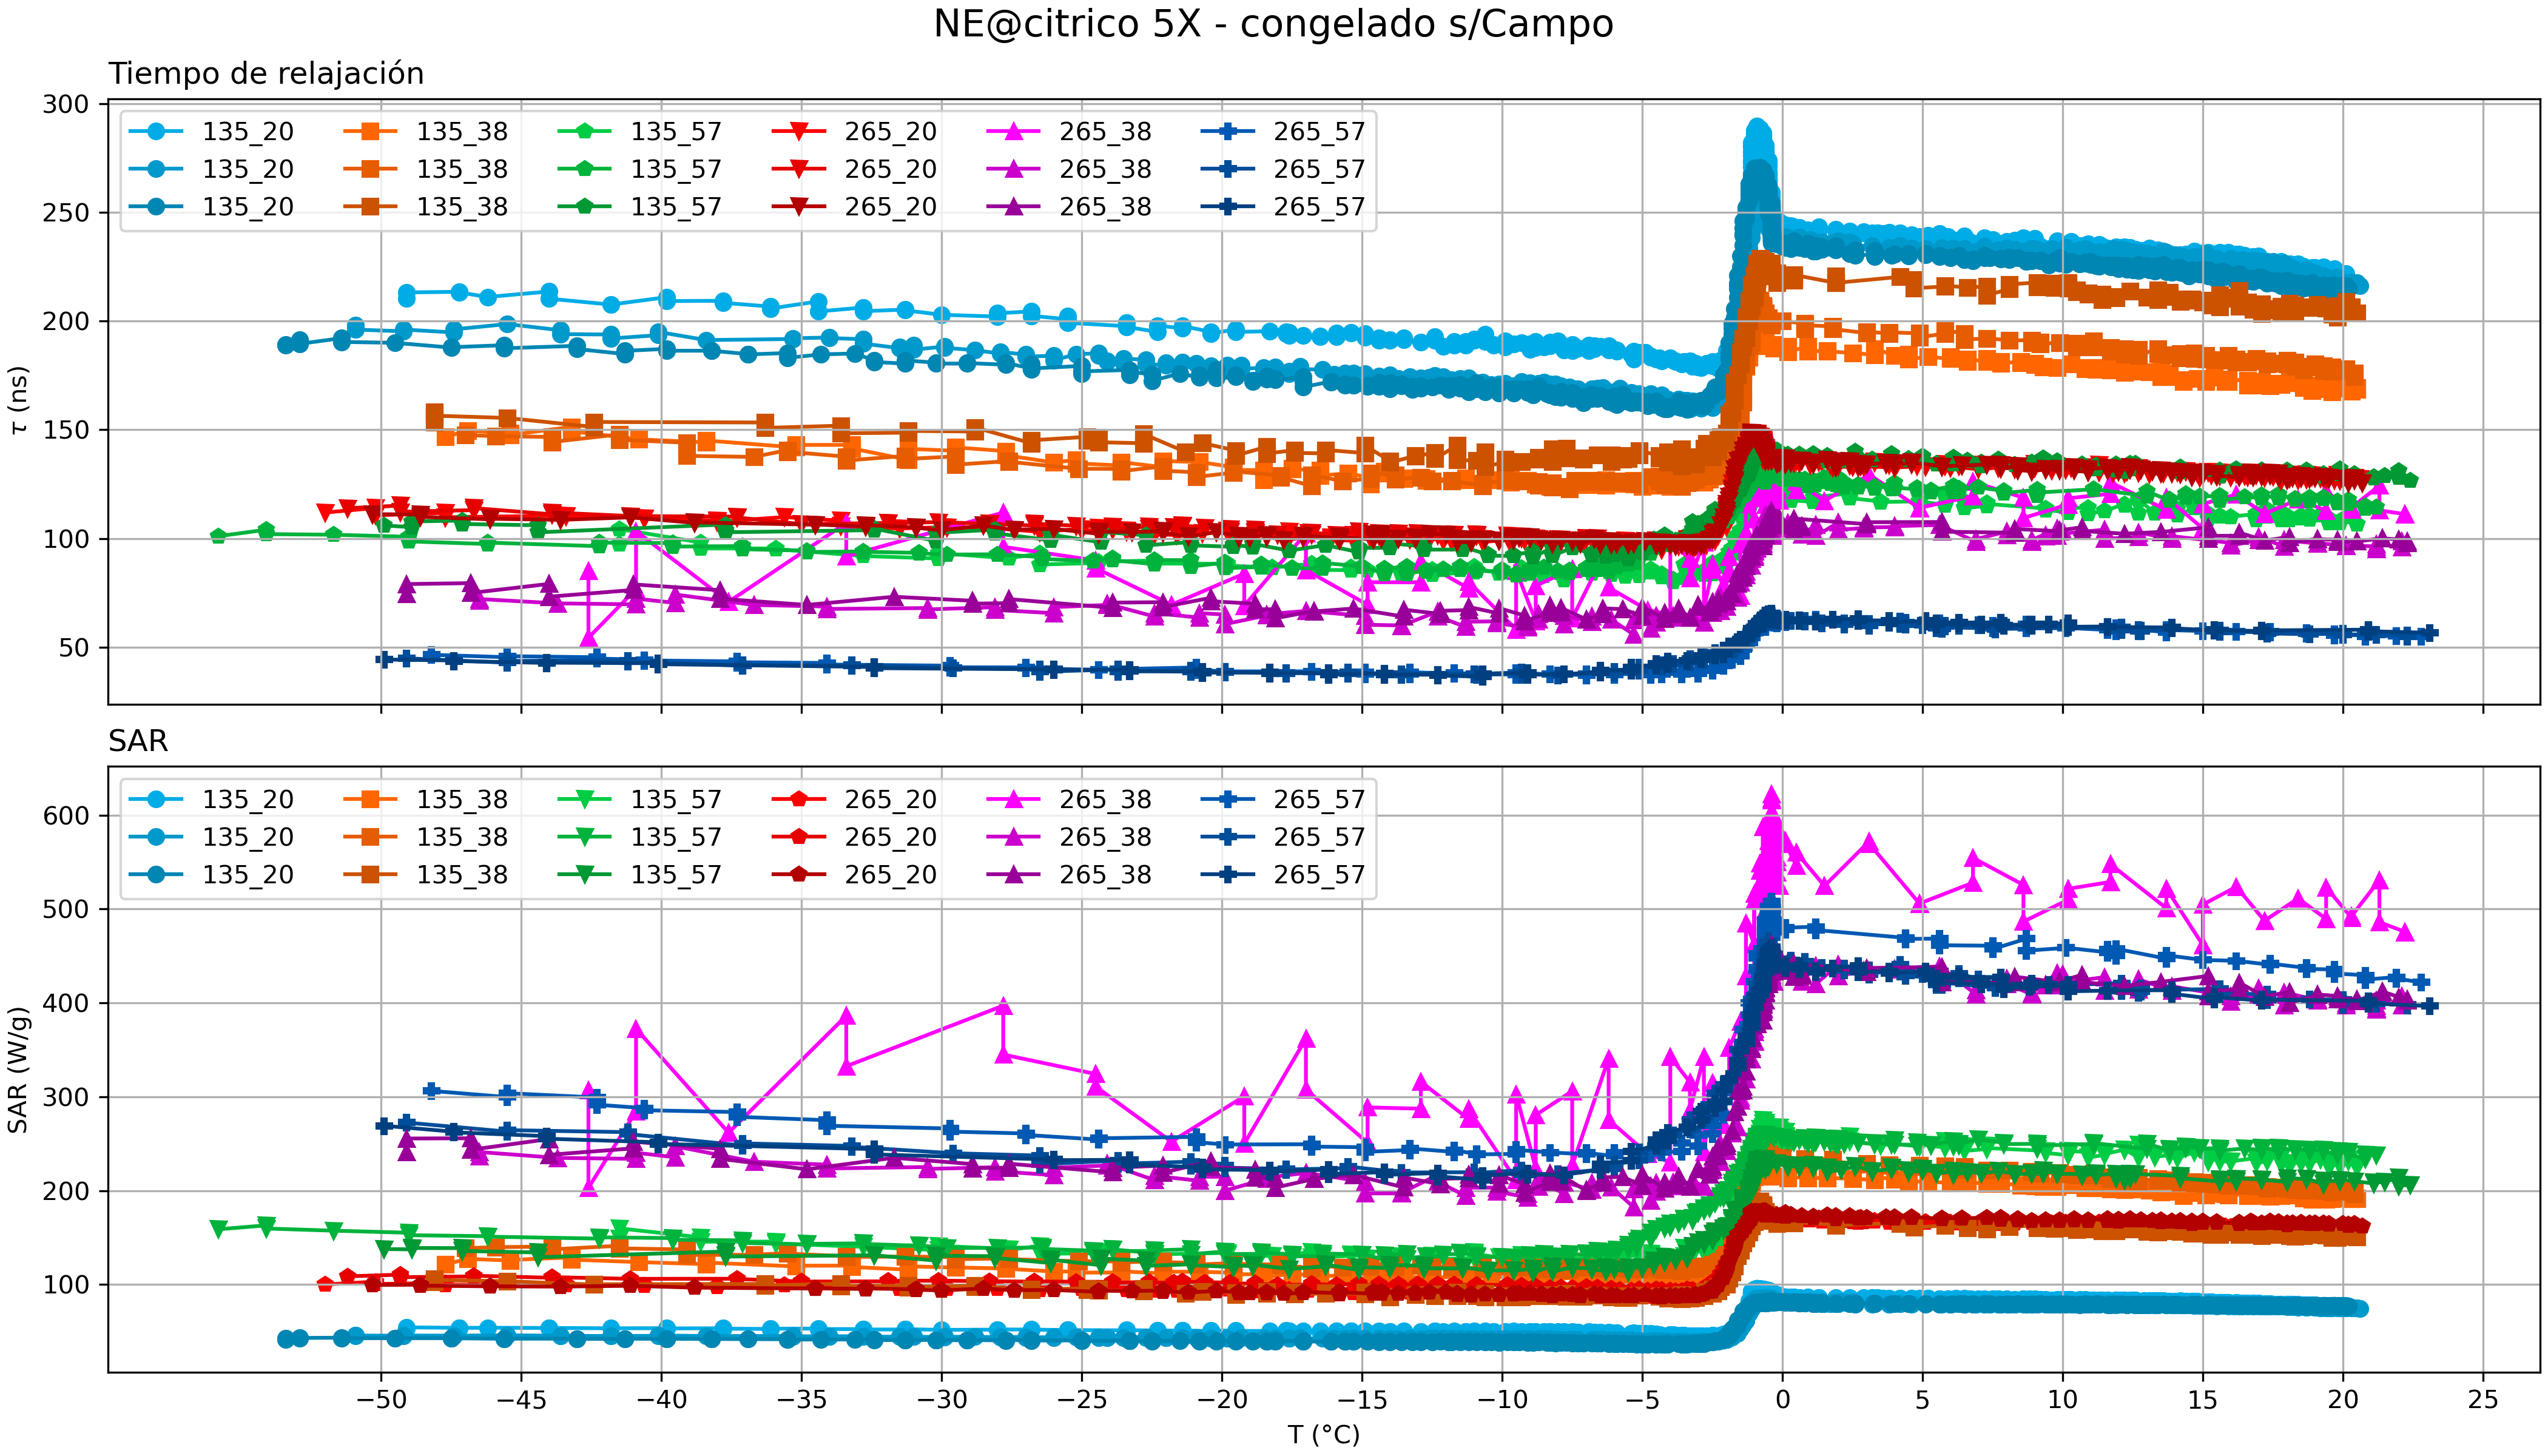 NE@citrico 5X - congelado s/Campo
Tiempo de relajación
300
250
200
150
100
50
τ (ns)
135_20 135_38 135_57 265_20 265_38 265_57
135_20 135_38 135_57 265_20 265_38 265_57
135_20 135_38 135_57 265_20 265_38 265_57
SAR
600
500
400
300
200
100
SAR (W/g)
135_20 135_38 135_57 265_20 265_38 265_57
135_20 135_38 135_57 265_20 265_38 265_57
135_20 135_38 135_57 265_20 265_38 265_57
−50 −45 −40 −35 −30 −25 −20 −15 −10 −5 0 5 10 15 20 25
T (°C)